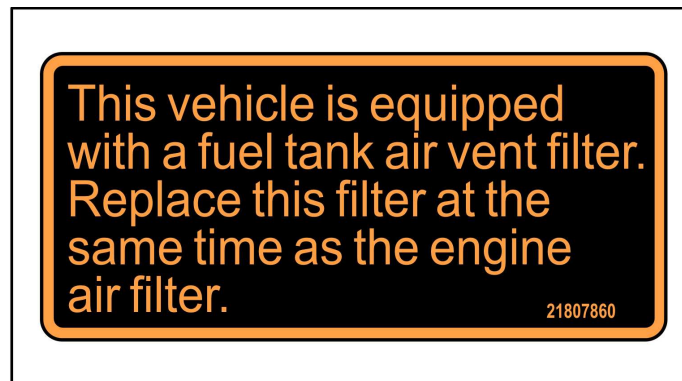 This vehicle is equipped
with a fuel tank air vent filter.
Replace this filter at the
same time as the engine
air filter.
21807860